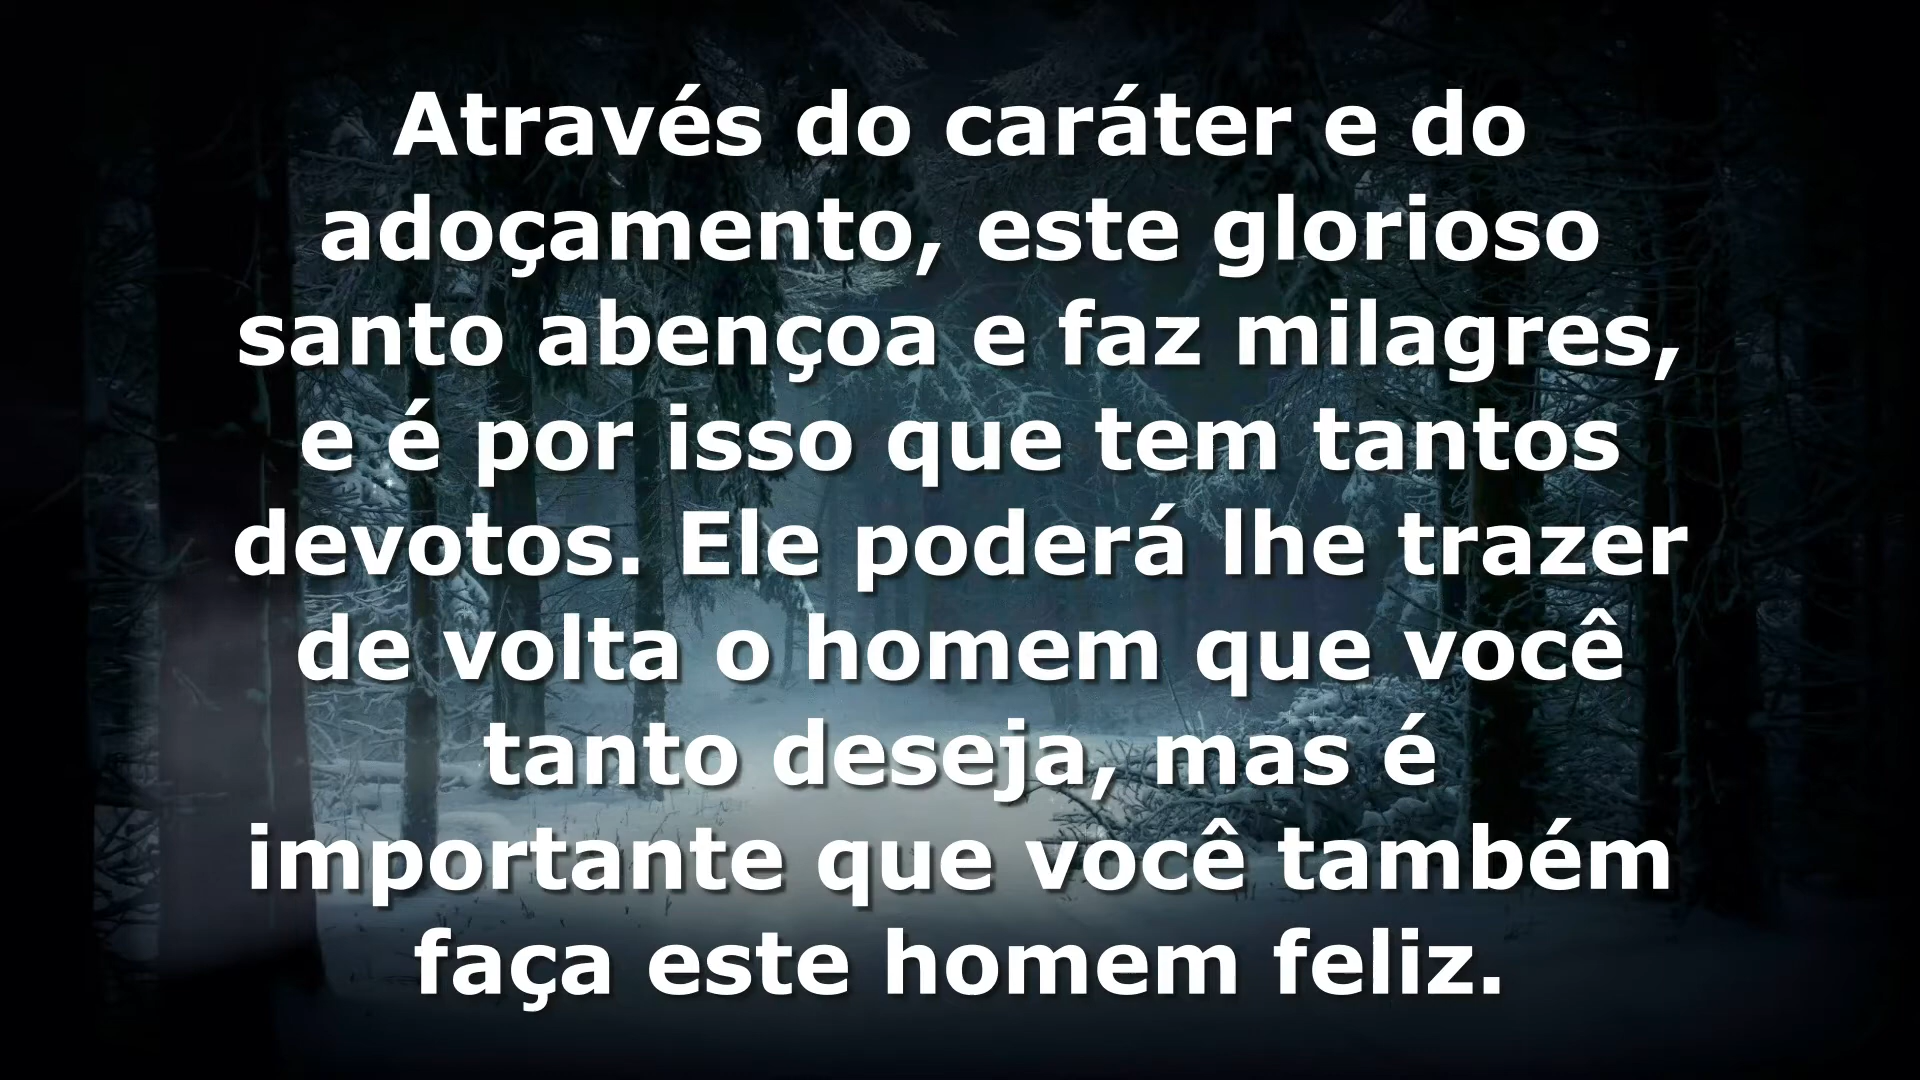 Através do caráter e do
adoçamento, este glorioso
santo abençoa e faz milagres,
e é por isso que tem tantos
devotos. Ele poderá lhe trazer
de volta o homem que você
tanto deseja, mas é
importante que você também
faça este homem feliz.